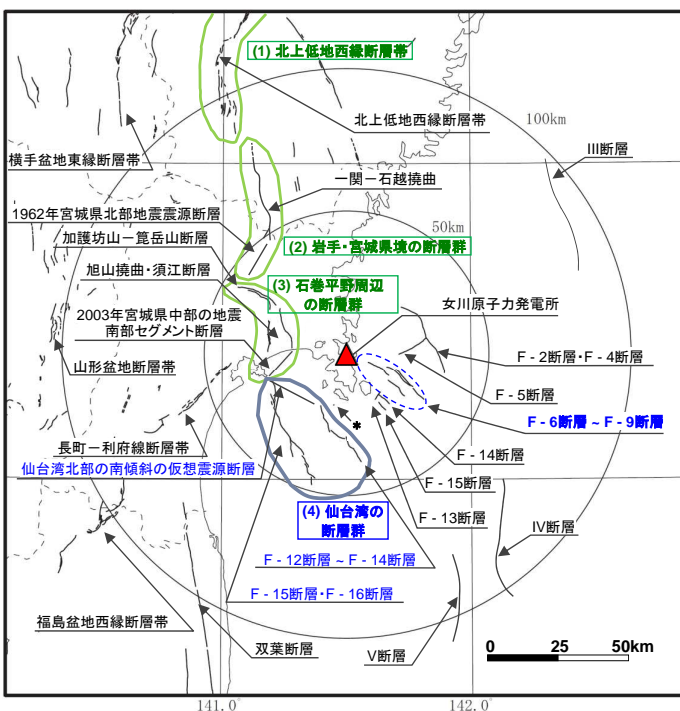 (1) 北上低地西縁断層帯
100km
北上低地西縁断層帯
III断層
横手盆地東縁断層帯
一関－石越撓曲
1962年宮城県北部地震震源断層
50km
加護坊山－箟岳山断層
(2) 岩手・宮城県境の断層群
旭山撓曲・須江断層
(3) 石巻平野周辺
の断層群
女川原子力発電所
2003年宮城県中部の地震
南部セグメント断層
F - 2断層・F - 4断層
山形盆地断層帯
F - 5断層
F - 6断層 ~ F - 9断層
*
長町－利府線断層帯
F - 14断層
仙台湾北部の南傾斜の仮想震源断層
F - 15断層
(4) 仙台湾の
断層群
F - 13断層
IV断層
F - 12断層 ~ F - 14断層
F - 15断層・F - 16断層
福島盆地西縁断層帯
双葉断層
V断層
0 25 50km
141.0° 142.0°